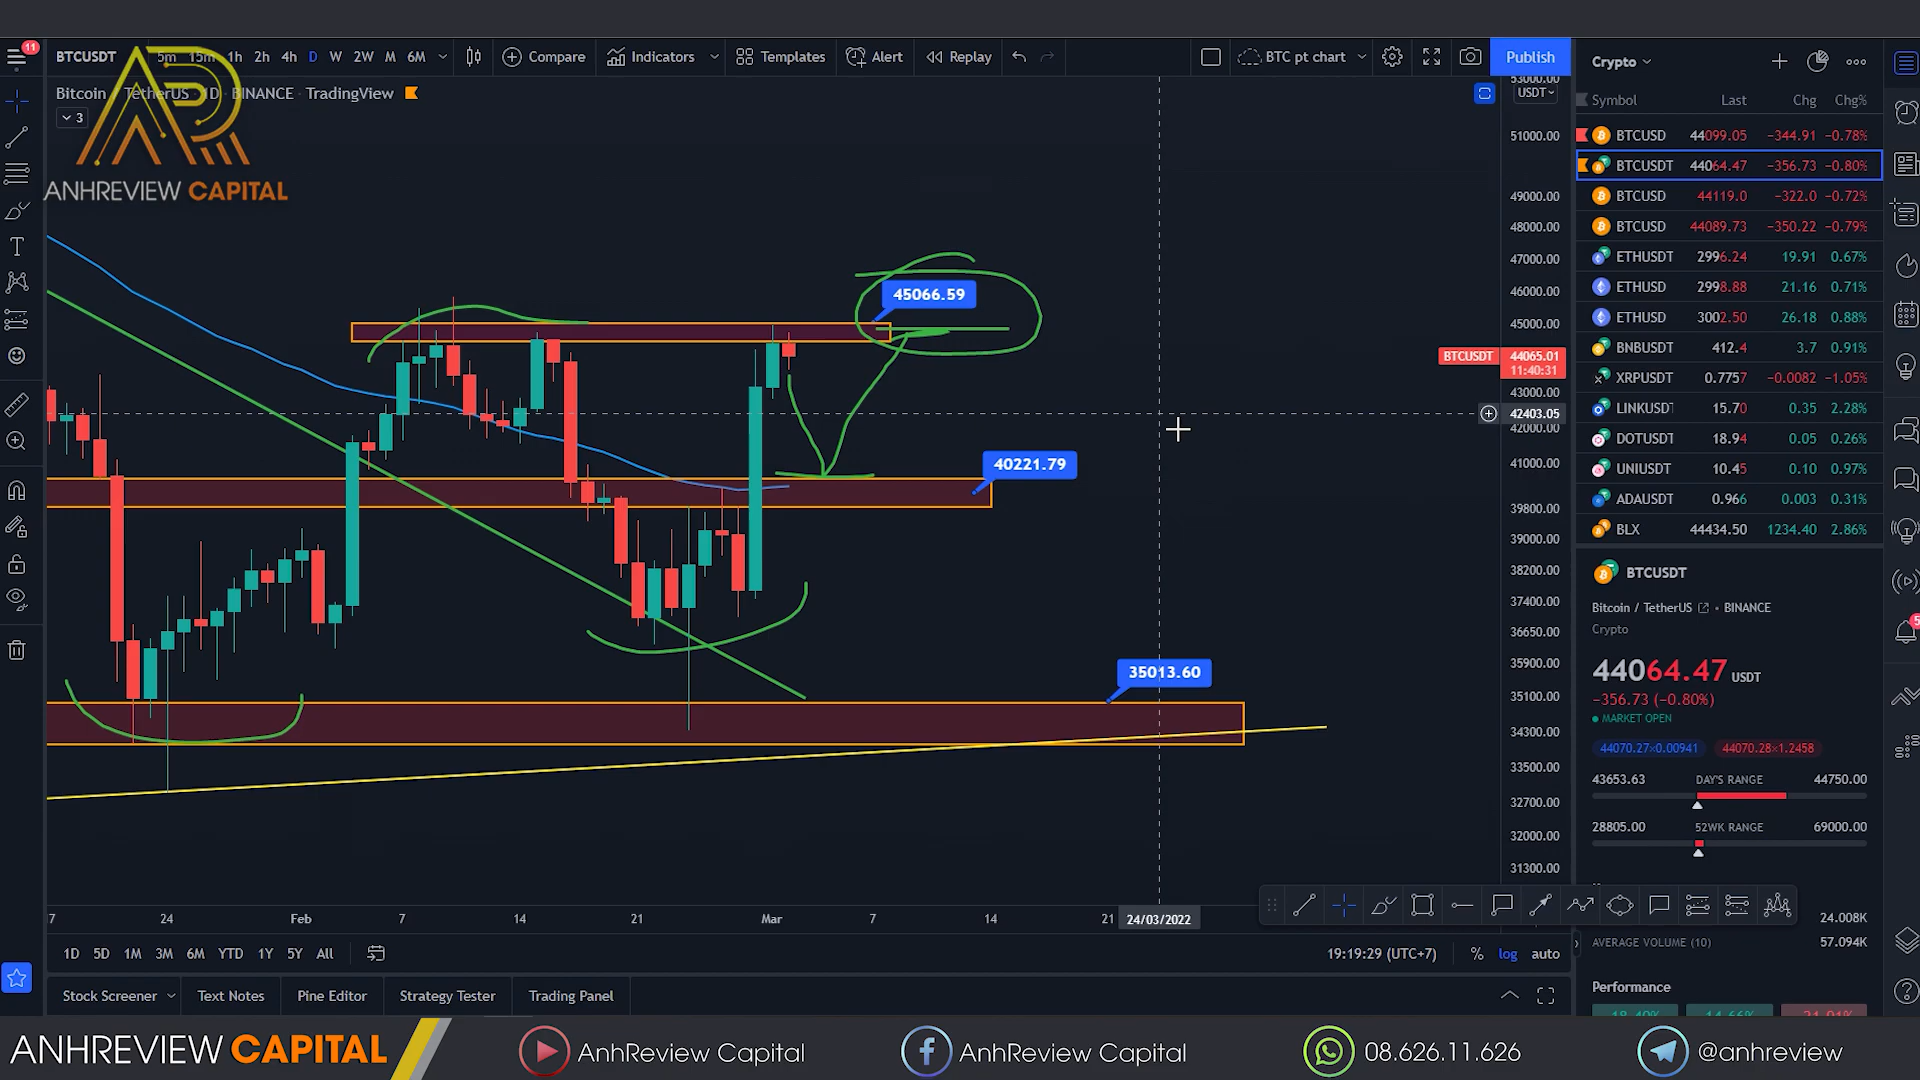 11
BTCUSDT
5m 15m 1h 2h 4h D W 2W M 6M
Compare
Indicators
Templates
Alert
Replay
BTC pt chart
Publish
Crypto
Bitcoin / TetherUS 1D BINANCE TradingView
3
ANHREVIEW CAPITAL
53000.00
USDT
51000.00
49000.00
48000.00
47000.00
46000.00
45000.00
BTCUSDT 44065.01
11:40:31
43000.00
42403.05
42000.00
41000.00
39800.00
39000.00
38200.00
37400.00
36650.00
35900.00
35100.00
34300.00
33500.00
32700.00
32000.00
31300.00
45066.59
40221.79
35013.60
Symbol Last Chg Chg%
BTCUSD 44099.05 −344.91 −0.78%
BTCUSDT 44064.47 −356.73 −0.80%
BTCUSD 44119.0 −322.0 −0.72%
BTCUSD 44089.73 −350.22 −0.79%
ETHUSDT 2996.24 19.91 0.67%
ETHUSD 2998.88 21.16 0.71%
ETHUSD 3002.50 26.18 0.88%
BNBUSDT 412.4 3.7 0.91%
XRPUSDT 0.7757 −0.0082 −1.05%
LINKUSDT 15.70 0.35 2.28%
DOTUSDT 18.94 0.05 0.26%
UNIUSDT 10.45 0.10 0.97%
ADAUSDT 0.966 0.003 0.31%
BLX 44434.50 1234.40 2.86%
BTCUSDT
Bitcoin / TetherUS • BINANCE
Crypto
44064.47 USDT
−356.73 (−0.80%)
MARKET OPEN
44070.27×0.00941 44070.28×1.2458
43653.63 DAY'S RANGE 44750.00
28805.00 52WK RANGE 69000.00
24.008K
AVERAGE VOLUME (10) 57.094K
Performance
5
17 24 Feb 7 14 21 Mar 7 14 21 24/03/2022
1D 5D 1M 3M 6M YTD 1Y 5Y All
19:19:29 (UTC+7) % log auto
Stock Screener Text Notes Pine Editor Strategy Tester Trading Panel
ANHREVIEW CAPITAL
AnhReview Capital
AnhReview Capital
08.626.11.626
@anhreview